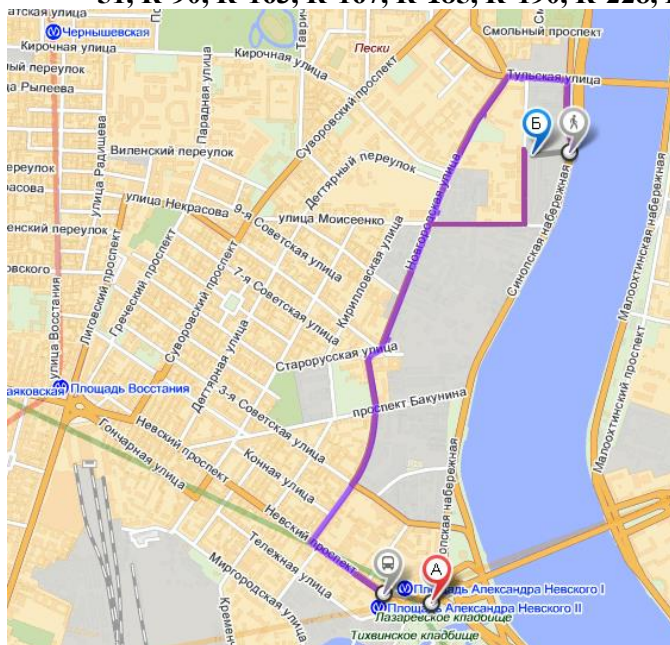 Смольный проспект
Чернышевская
Кирочная улица
Пески
Кирочная улица
Тульская улица
Парадная улица
Суворовский проспект
Б
Виленский переулок
Дегтярный переулок
улица Радищева
улица Некрасова
9-я Советская улица
улица Моисеенко
Новгородская улица
Синопская набережная
Малоохтинская набережная
Греческий проспект
Лиговский проспект
улица Восстания
Суворовский проспект
7-я Советская улица
Кирилловская улица
Дегтярная улица
Старорусская улица
Площадь Восстания
3-я Советская улица
проспект Бакунина
Малоохтинский проспект
Гончарная улица
Невский проспект
Конная улица
Невский проспект
Тележная улица
Миргородская улица
А
Площадь Александра Невского I
Площадь Александра Невского II
Лазаревское кладбище
Тихвинское кладбище